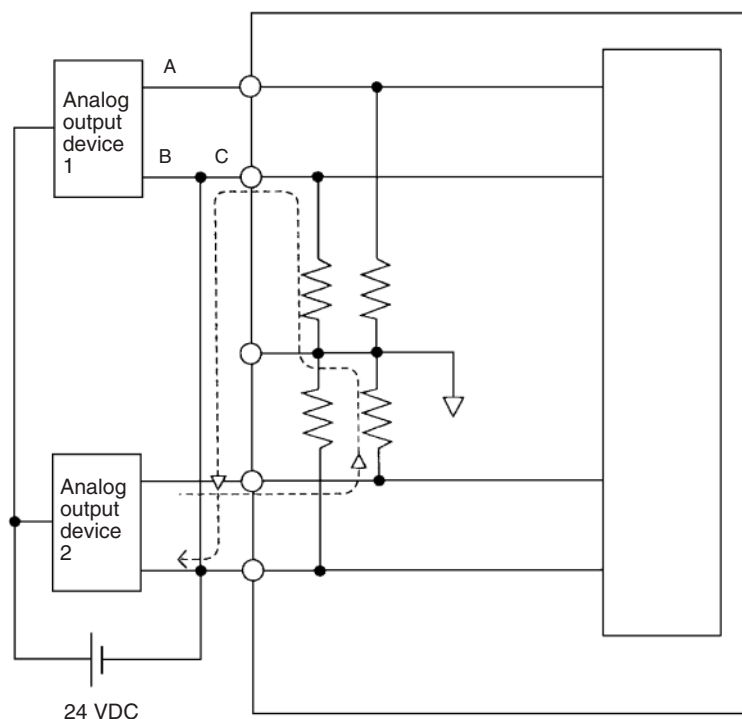 A
Analog
output
device
1
B C
Analog
output
device
2
24 VDC